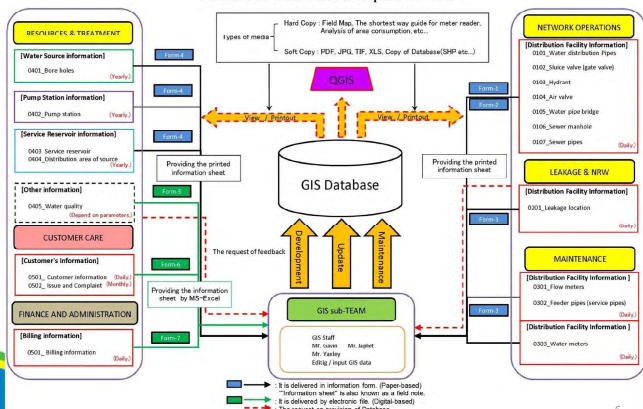 Types of media
Hard Copy : Field Map, The shortest way guide for meter reader,
Analysis of area consumption, etc...
Soft Copy : PDF, JPG, TIF, XLS, Copy of Database(SHP etc...)
RESOURCES & TREATMENT
[Water Source information]
0401_Bore holes
(Yearly.)
[Pump Station information]
0402_Pump station
(Yearly.)
[Service Reservoir information]
0403 Service reservoir
0404_Distribution area of source
(Yearly.)
[Other information]
0405_Water quality
(Depend on parameters.)
CUSTOMER CARE
[Customer's Information]
0501_ Customer information (Daily.)
0502_ Issue and Complaint (Monthly.)
FINANCE AND ADMINISTRATION
[Billing information]
0501_ Billing information
(Daily.)
Form-4
Form-4
Form-4
Providing the printed
information sheet
Form-5
The request of feedback
Form-6
Providing the information
sheet by MS-Excel
Form-7
QGIS
View / Printout
View / Printout
GIS Database
Development
Update
Maintenance
GIS sub-TEAM
GIS Staff
Mr. Gavin Mr. Japhet
Mr. Yaxley
Editig / input GIS data
Form-1
Form-2
Providing the printed
information sheet
Form-3
Form-3
NETWORK OPERATIONS
[Distribution Facility Information]
0101_Water distribution Pipes
0102_Sluice valve (gate valve)
0103_Hydrant
0104_Air valve
0105_Water pipe bridge
0106_Sewer manhole
0107_Sewer pipes
(Daily.)
LEAKAGE & NRW
[Distribution Facility Information]
0201_Leakage location
(Daily.)
MAINTENANCE
[Distribution Facility Information ]
0301_Flow meters
0302_Feeder pipes (service pipes)
(Daily.)
[Distribution Facility Information]
0303_Water meters
(Daily.)
: It is delivered in information form. (Paper-based)
"Information sheet" is also known as a field note.
: It is delivered by electronic file. (Digital-based)